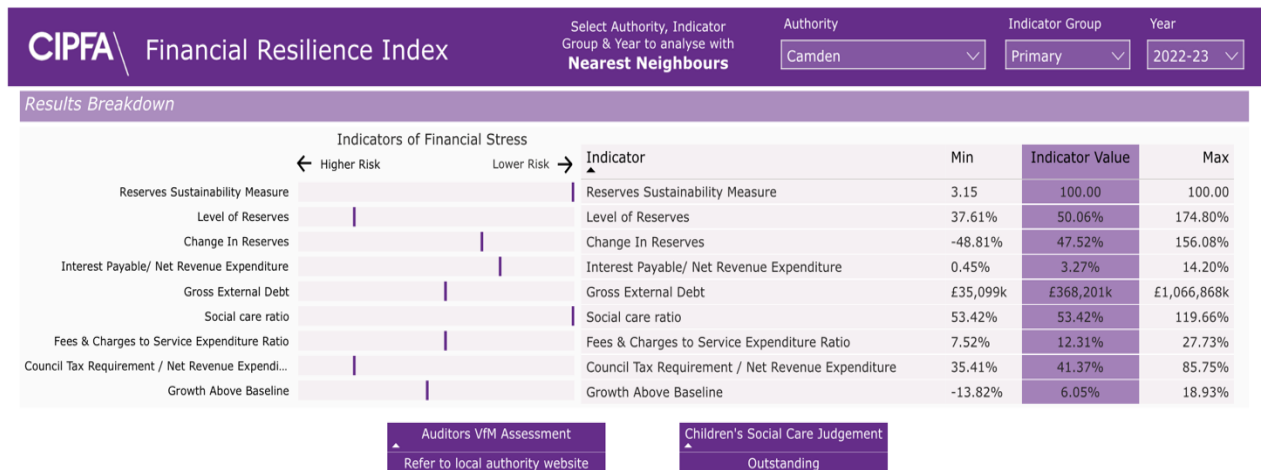 CIPFA\ Financial Resilience Index
Select Authority, Indicator
Group & Year to analyse with
Nearest Neighbours
Authority
Camden
Indicator Group
Primary
Year
2022-23
Results Breakdown
Indicators of Financial Stress
← Higher Risk
Lower Risk →
Reserves Sustainability Measure
Level of Reserves
Change In Reserves
Interest Payable/ Net Revenue Expenditure
Gross External Debt
Social care ratio
Fees & Charges to Service Expenditure Ratio
Council Tax Requirement / Net Revenue Expendi...
Growth Above Baseline
Indicator Min Indicator Value Max
Reserves Sustainability Measure 3.15 100.00 100.00
Level of Reserves 37.61% 50.06% 174.80%
Change In Reserves -48.81% 47.52% 156.08%
Interest Payable/ Net Revenue Expenditure 0.45% 3.27% 14.20%
Gross External Debt £35,099k £368,201k £1,066,868k
Social care ratio 53.42% 53.42% 119.66%
Fees & Charges to Service Expenditure Ratio 7.52% 12.31% 27.73%
Council Tax Requirement / Net Revenue Expenditure 35.41% 41.37% 85.75%
Growth Above Baseline -13.82% 6.05% 18.93%
Auditors VfM Assessment
Refer to local authority website
Children's Social Care Judgement
Outstanding